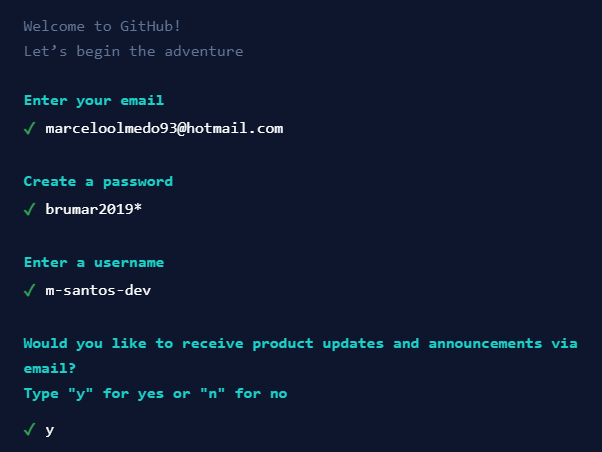 Welcome to GitHub!
Let’s begin the adventure
Enter your email
✓ marceloolmedo93@hotmail.com
Create a password
✓ brumar2019*
Enter a username
✓ m-santos-dev
Would you like to receive product updates and announcements via
email?
Type "y" for yes or "n" for no
✓ y